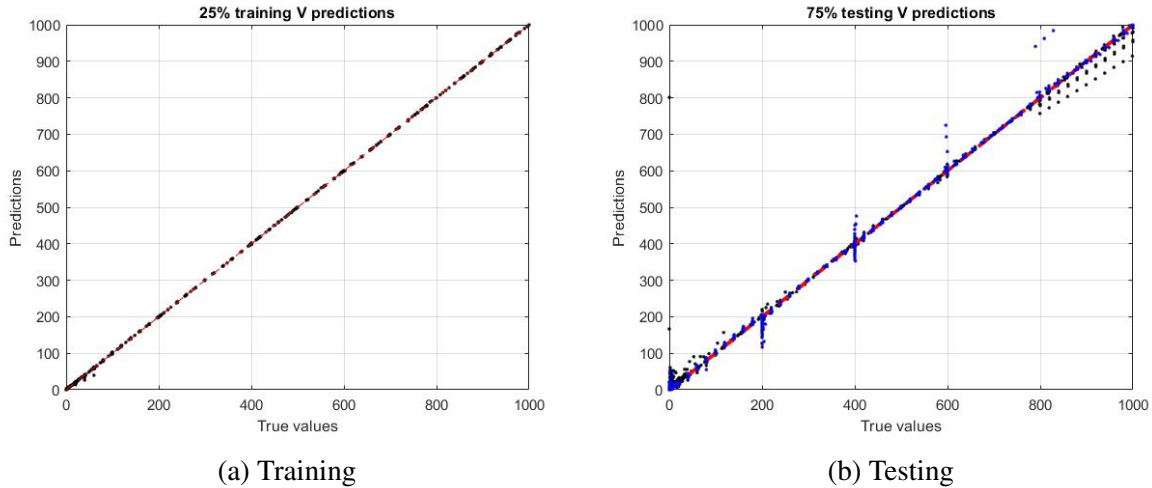 25% training V predictions
1000
900
800
700
600
500
400
300
200
100
0
Predictions
0 200 400 600 800 1000
True values
(a) Training
75% testing V predictions
1000
900
800
700
600
500
400
300
200
100
0
Predictions
0 200 400 600 800 1000
True values
(b) Testing